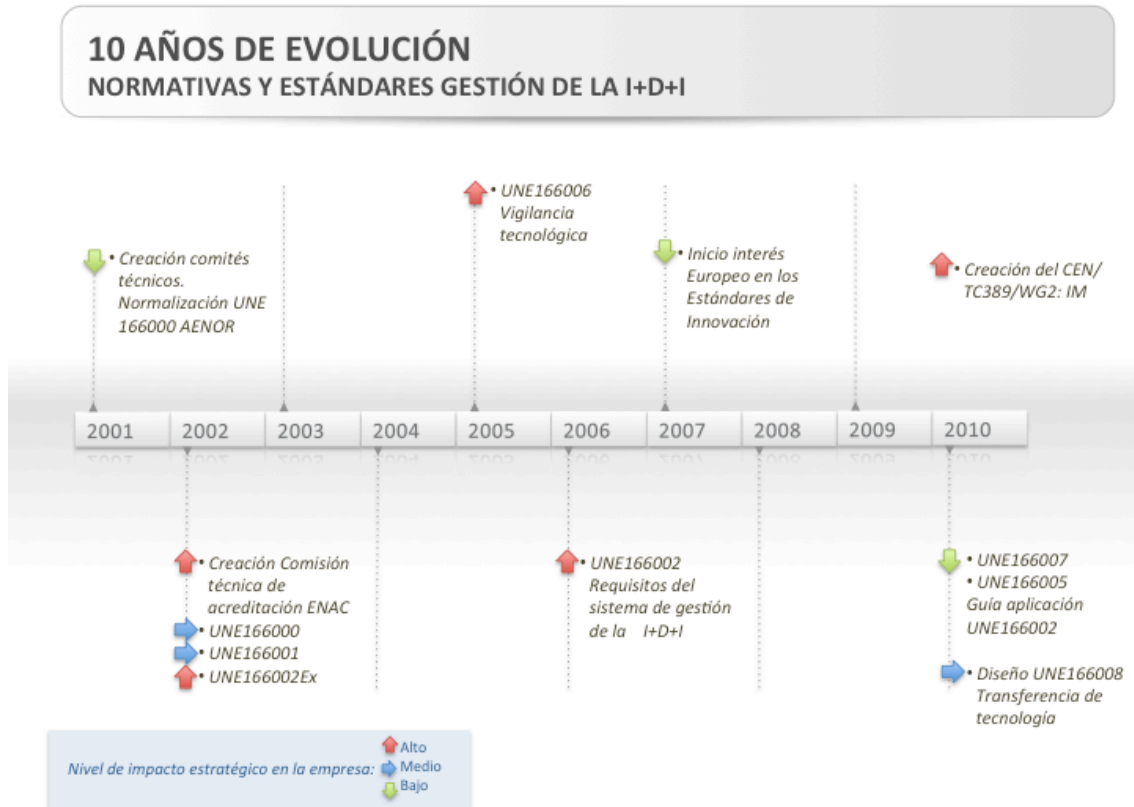 10 AÑOS DE EVOLUCIÓN
NORMATIVAS Y ESTÁNDARES GESTIÓN DE LA I+D+I
• UNE166006
Vigilancia
tecnológica
• Creación comités
técnicos.
Normalización UNE
166000 AENOR
• Inicio interés
Europeo en los
Estándares de
Innovación
• Creación del CEN/
TC389/WG2: IM
2001 2002 2003 2004 2005 2006 2007 2008 2009 2010
• Creación Comisión
técnica de
acreditación ENAC
• UNE166000
• UNE166001
• UNE166002Ex
• UNE166002
Requisitos del
sistema de gestión
de la I+D+I
• UNE166007
• UNE166005
Guía aplicación
UNE166002
• Diseño UNE166008
Transferencia de
tecnología
Nivel de impacto estratégico en la empresa:
Alto
Medio
Bajo